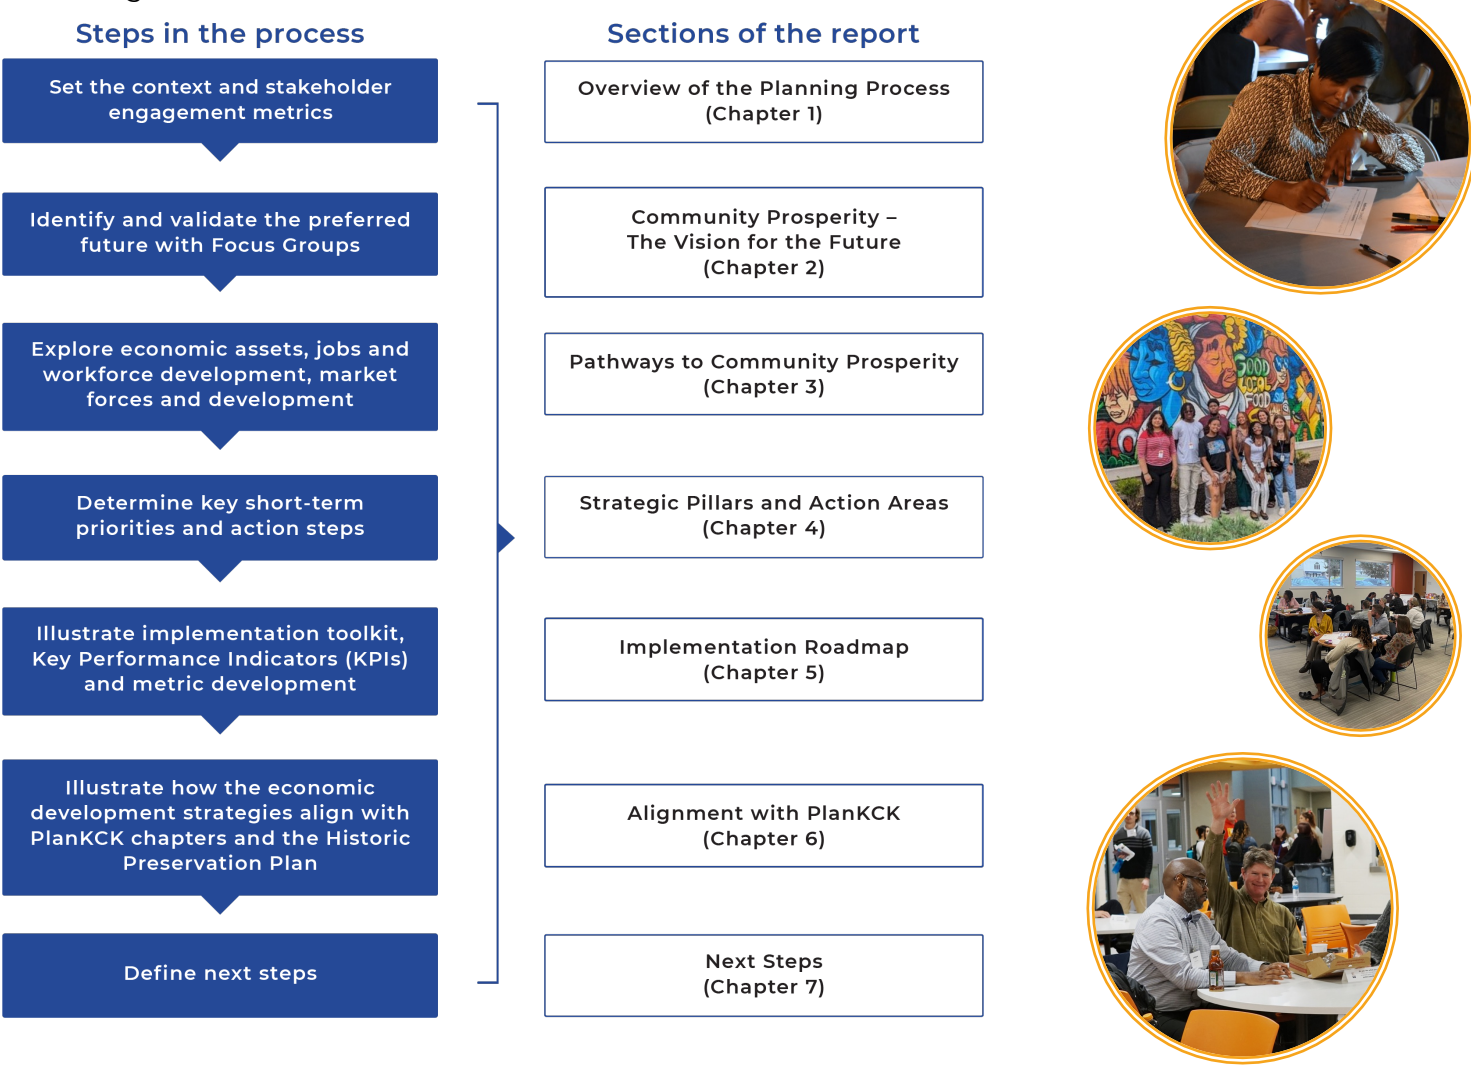 Steps in the process
Set the context and stakeholder
engagement metrics
Identify and validate the preferred
future with Focus Groups
Explore economic assets, jobs and
workforce development, market
forces and development
Determine key short-term
priorities and action steps
Illustrate implementation toolkit,
Key Performance Indicators (KPIs)
and metric development
Illustrate how the economic
development strategies align with
PlanKCK chapters and the Historic
Preservation Plan
Define next steps
Sections of the report
Overview of the Planning Process
(Chapter 1)
Community Prosperity –
The Vision for the Future
(Chapter 2)
Pathways to Community Prosperity
(Chapter 3)
Strategic Pillars and Action Areas
(Chapter 4)
Implementation Roadmap
(Chapter 5)
Alignment with PlanKCK
(Chapter 6)
Next Steps
(Chapter 7)
GOOD
LOCAL
FOOD